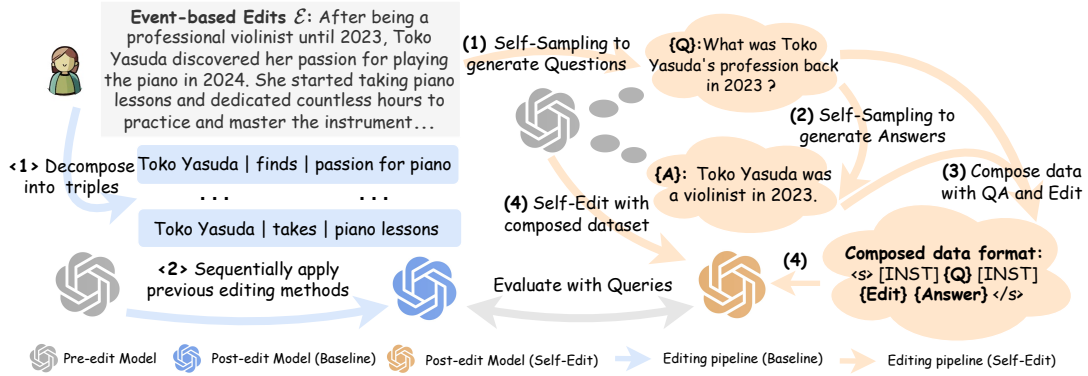 Event-based Edits ℰ: After being a
professional violinist until 2023, Toko
Yasuda discovered her passion for playing
the piano in 2024. She started taking piano
lessons and dedicated countless hours to
practice and master the instrument...
<1> Decompose
into triples
Toko Yasuda | finds | passion for piano
... ...
Toko Yasuda | takes | piano lessons
<2> Sequentially apply
previous editing methods
(1) Self-Sampling to
generate Questions
{Q}:What was Toko
Yasuda's profession back
in 2023 ?
(2) Self-Sampling to
generate Answers
{A}: Toko Yasuda was
a violinist in 2023.
(3) Compose data
with QA and Edit
(4) Self-Edit with
composed dataset
Composed data format:
<s> [INST] {Q} [INST]
{Edit} {Answer} </s>
(4)
Evaluate with Queries
Pre-edit Model
Post-edit Model (Baseline)
Post-edit Model (Self-Edit)
Editing pipeline (Baseline)
Editing pipeline (Self-Edit)